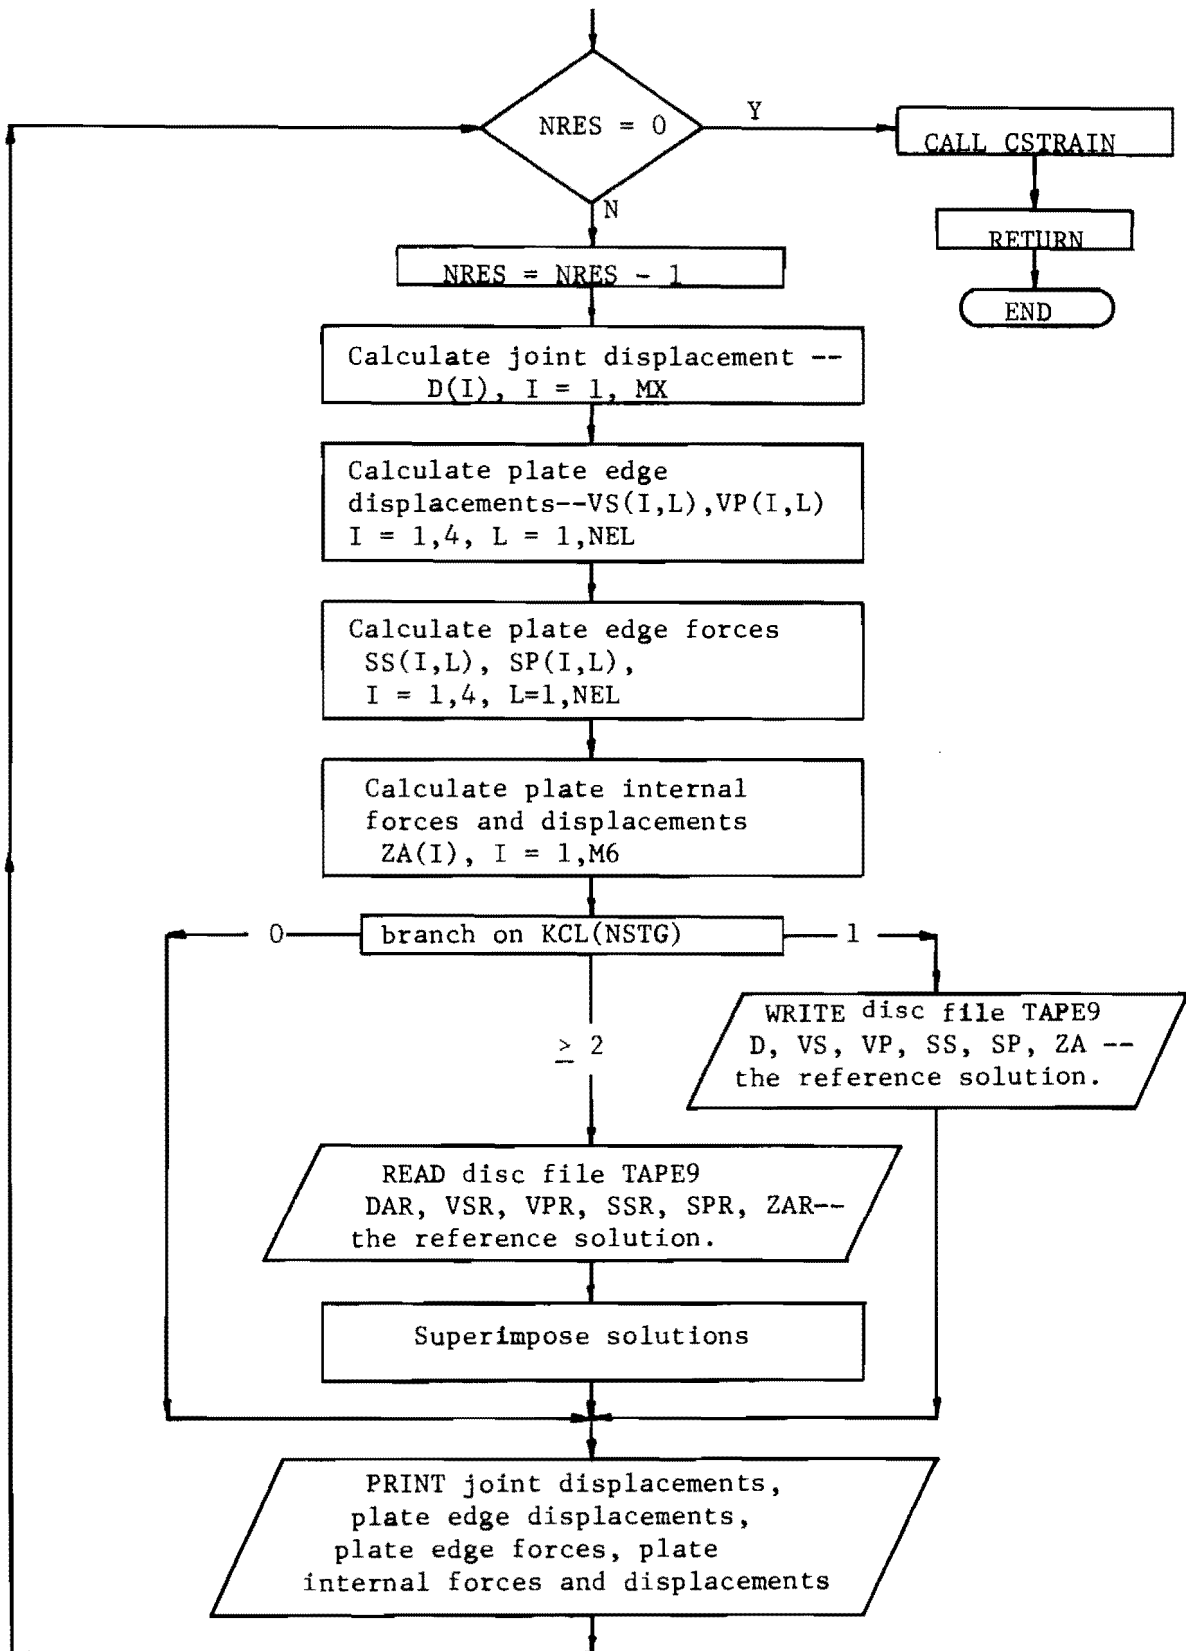 NRES = 0
Y
CALL CSTRAIN
RETURN
END
N
NRES = NRES - 1
Calculate joint displacement --
D(I), I = 1, MX
Calculate plate edge
displacements--VS(I,L),VP(I,L)
I = 1,4, L = 1,NEL
Calculate plate edge forces
SS(I,L), SP(I,L),
I = 1,4, L=1,NEL
Calculate plate internal
forces and displacements
ZA(I), I = 1,M6
0
branch on KCL(NSTG)
1
≥ 2
WRITE disc file TAPE9
D, VS, VP, SS, SP, ZA --
the reference solution.
READ disc file TAPE9
DAR, VSR, VPR, SSR, SPR, ZAR--
the reference solution.
Superimpose solutions
PRINT joint displacements,
plate edge displacements,
plate edge forces, plate
internal forces and displacements